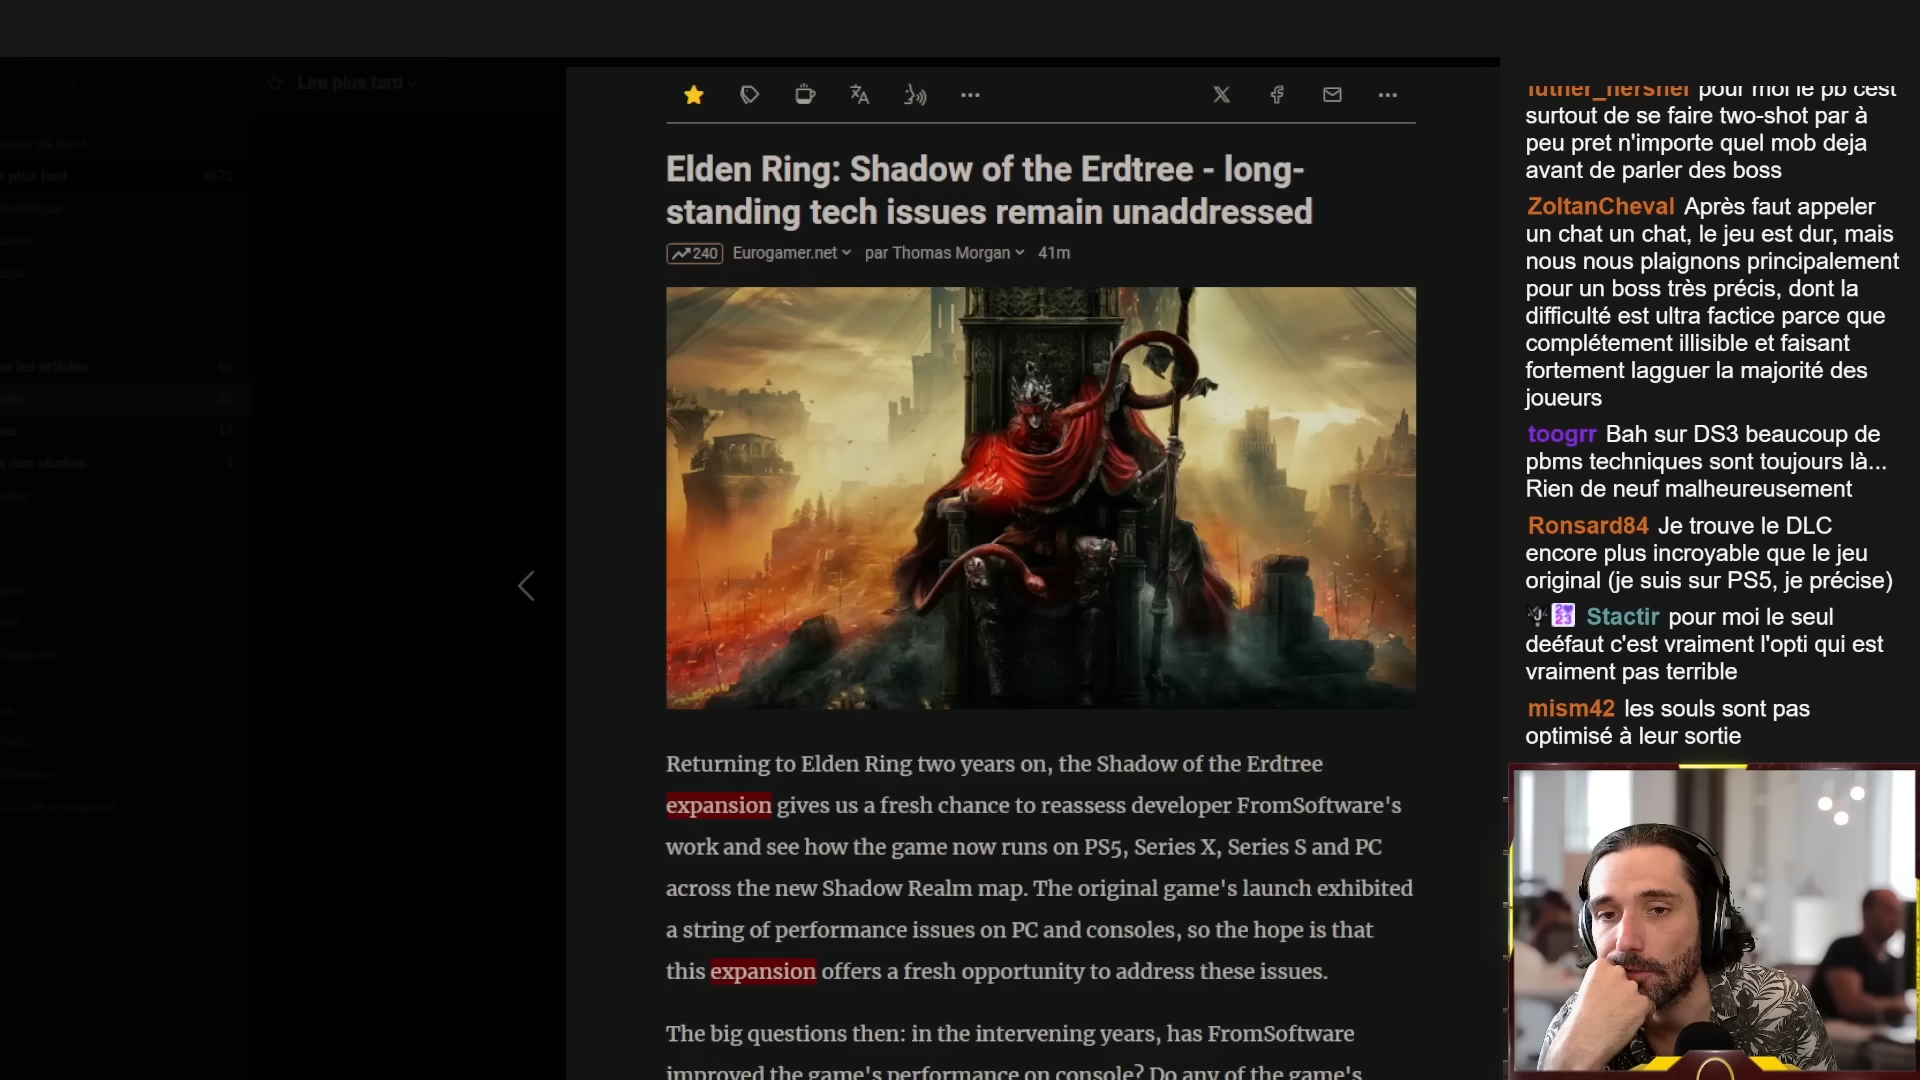 Lire plus tard
plus tard
4672
Elden Ring: Shadow of the Erdtree - long-
standing tech issues remain unaddressed
240 Eurogamer.net par Thomas Morgan 41m
Returning to Elden Ring two years on, the Shadow of the Erdtree
expansion gives us a fresh chance to reassess developer FromSoftware's
work and see how the game now runs on PS5, Series X, Series S and PC
across the new Shadow Realm map. The original game's launch exhibited
a string of performance issues on PC and consoles, so the hope is that
this expansion offers a fresh opportunity to address these issues.
The big questions then: in the intervening years, has FromSoftware
improved the game's performance on console? Do any of the game's
luther_hershel pour moi le pb cest
surtout de se faire two-shot par à
peu pret n'importe quel mob deja
avant de parler des boss
ZoltanCheval Après faut appeler
un chat un chat, le jeu est dur, mais
nous nous plaignons principalement
pour un boss très précis, dont la
difficulté est ultra factice parce que
complétement illisible et faisant
fortement lagguer la majorité des
joueurs
toogrr Bah sur DS3 beaucoup de
pbms techniques sont toujours là...
Rien de neuf malheureusement
Ronsard84 Je trouve le DLC
encore plus incroyable que le jeu
original (je suis sur PS5, je précise)
Stactir pour moi le seul
deéfaut c'est vraiment l'opti qui est
vraiment pas terrible
mism42 les souls sont pas
optimisé à leur sortie